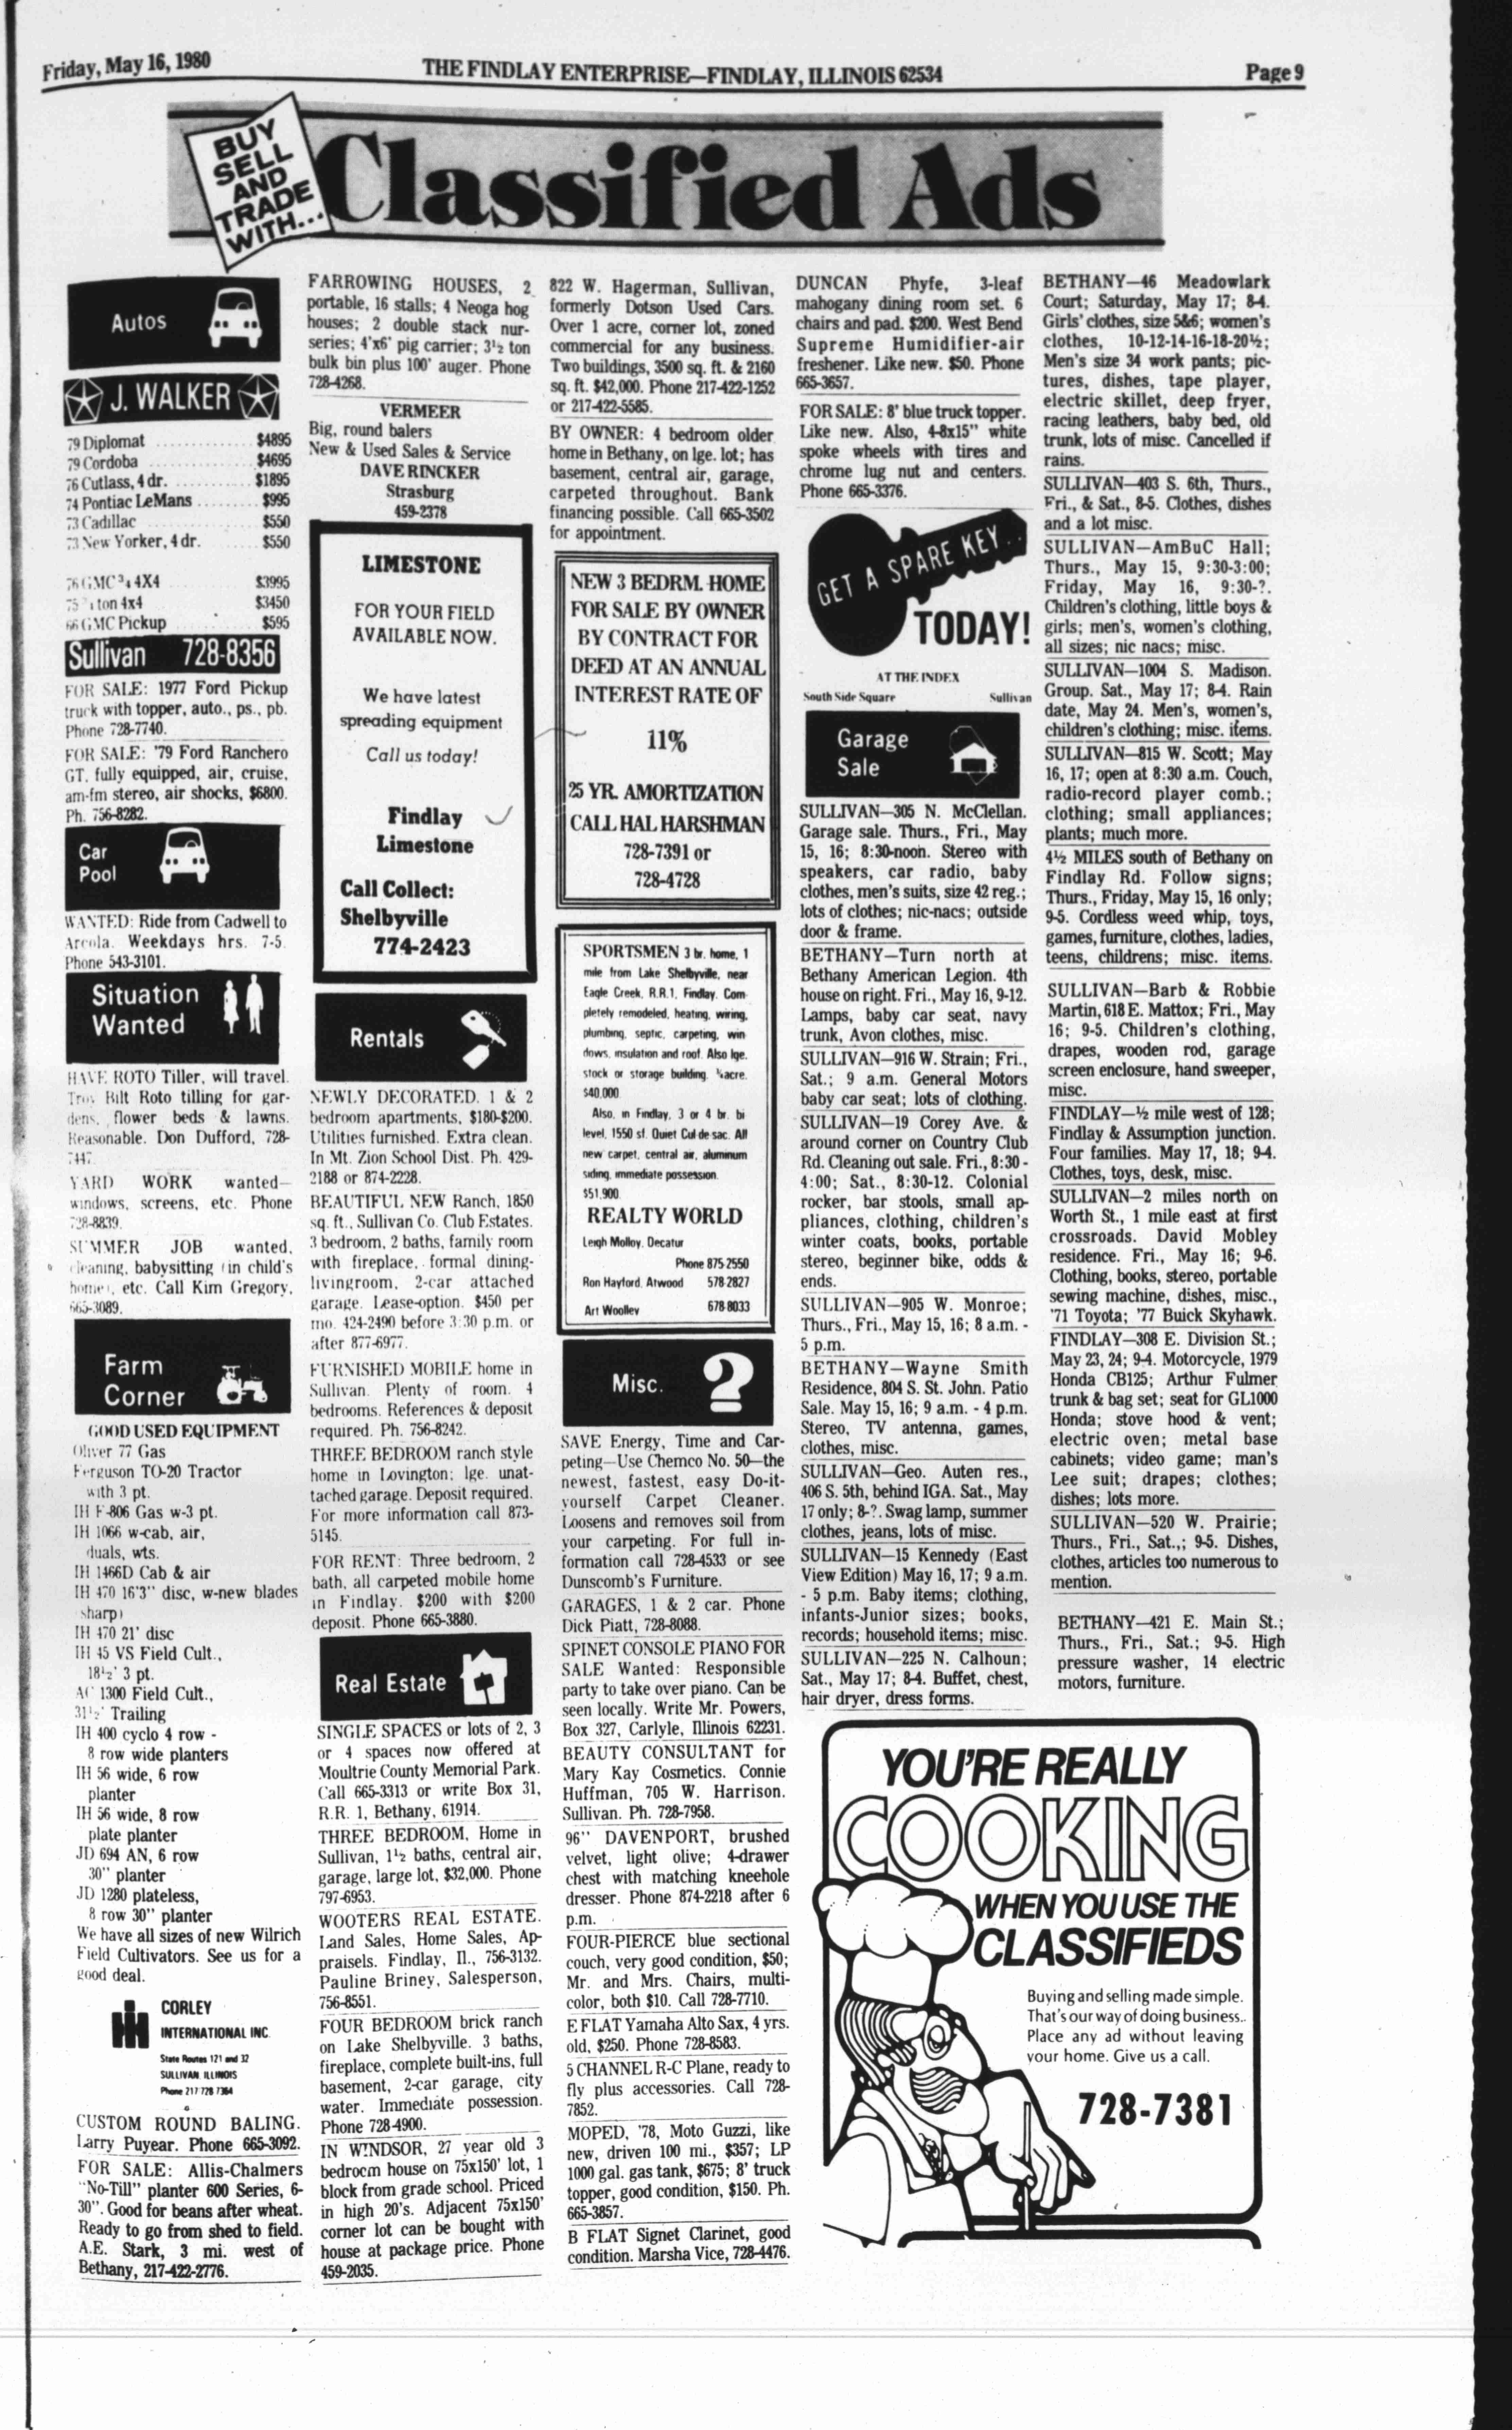 Friday, May 16, 1980
THE FINDLAY ENTERPRISE—FINDLAY, ILLINOIS 62534
Page 9
BUY
SELL
AND
TRADE
WITH...
Classified Ads
Autos
J. WALKER
79 Diplomat $4895
79 Cordoba $4695
76 Cutlass, 4 dr. $1895
74 Pontiac LeMans $995
73 Cadillac $550
73 New Yorker, 4 dr. $550
76 GMC ¾ 4X4 $3995
75 ¾ ton 4x4 $3450
66 GMC Pickup $595
Sullivan 728-8356
FOR SALE: 1977 Ford Pickup
truck with topper, auto., ps., pb.
Phone 728-7740.
FOR SALE: '79 Ford Ranchero
GT, fully equipped, air, cruise,
am-fm stereo, air shocks, $6800.
Ph. 756-8282.
Car
Pool
WANTED: Ride from Cadwell to
Arcola. Weekdays hrs. 7-5.
Phone 543-3101.
Situation
Wanted
HAVE ROTO Tiller, will travel.
Troy Bilt Roto tilling for gar-
dens, flower beds & lawns.
Reasonable. Don Dufford, 728-
7447.
YARD WORK wanted—
windows, screens, etc. Phone
728-8839.
SUMMER JOB wanted,
cleaning, babysitting (in child's
home), etc. Call Kim Gregory,
665-3089.
Farm
Corner
GOOD USED EQUIPMENT
Oliver 77 Gas
Ferguson TO-20 Tractor
with 3 pt.
IH F-806 Gas w-3 pt.
IH 1066 w-cab, air,
duals, wts.
IH 1466D Cab & air
IH 470 16'3" disc, w-new blades
sharp)
IH 470 21' disc
IH 45 VS Field Cult.,
18½' 3 pt.
AC 1300 Field Cult.,
31½' Trailing
IH 400 cyclo 4 row -
8 row wide planters
IH 56 wide, 6 row
planter
IH 56 wide, 8 row
plate planter
JD 694 AN, 6 row
30" planter
JD 1280 plateless,
8 row 30" planter
We have all sizes of new Wilrich
Field Cultivators. See us for a
good deal.
CORLEY
INTERNATIONAL INC.
State Routes 121 and 32
SULLIVAN ILLINOIS
Phone 217 728 7364
CUSTOM ROUND BALING.
Larry Puyear. Phone 665-3092.
FOR SALE: Allis-Chalmers
"No-Till" planter 600 Series, 6-
30". Good for beans after wheat.
Ready to go from shed to field.
A.E. Stark, 3 mi. west of
Bethany, 217-422-2776.
FARROWING HOUSES, 2
portable, 16 stalls; 4 Neoga hog
houses; 2 double stack nur-
series; 4'x6' pig carrier; 3½ ton
bulk bin plus 100' auger. Phone
728-4268.
VERMEER
Big, round balers
New & Used Sales & Service
DAVE RINCKER
Strasburg
459-2378
LIMESTONE
FOR YOUR FIELD
AVAILABLE NOW.
We have latest
spreading equipment
Call us today!
Findlay
Limestone
Call Collect:
Shelbyville
774-2423
Rentals
NEWLY DECORATED. 1 & 2
bedroom apartments, $180-$200.
Utilities furnished. Extra clean.
In Mt. Zion School Dist. Ph. 429-
2188 or 874-2228.
BEAUTIFUL NEW Ranch, 1850
sq. ft., Sullivan Co. Club Estates.
3 bedroom, 2 baths, family room
with fireplace, formal dining-
livingroom, 2-car attached
garage. Lease-option. $450 per
mo. 424-2490 before 3:30 p.m. or
after 877-6977.
FURNISHED MOBILE home in
Sullivan. Plenty of room. 4
bedrooms. References & deposit
required. Ph. 756-8242.
THREE BEDROOM ranch style
home in Lovington; lge. unat-
tached garage. Deposit required.
For more information call 873-
5145.
FOR RENT: Three bedroom, 2
bath, all carpeted mobile home
in Findlay. $200 with $200
deposit. Phone 665-3880.
Real Estate
SINGLE SPACES or lots of 2, 3
or 4 spaces now offered at
Moultrie County Memorial Park.
Call 665-3313 or write Box 31,
R.R. 1, Bethany, 61914.
THREE BEDROOM, Home in
Sullivan, 1½ baths, central air,
garage, large lot, $32,000. Phone
797-6953.
WOOTERS REAL ESTATE.
Land Sales, Home Sales, Ap-
praisels. Findlay, Il., 756-3132.
Pauline Briney, Salesperson,
756-8551.
FOUR BEDROOM brick ranch
on Lake Shelbyville. 3 baths,
fireplace, complete built-ins, full
basement, 2-car garage, city
water. Immediate possession.
Phone 728-4900.
IN WINDSOR, 27 year old 3
bedroom house on 75x150' lot, 1
block from grade school. Priced
in high 20's. Adjacent 75x150'
corner lot can be bought with
house at package price. Phone
459-2035.
822 W. Hagerman, Sullivan,
formerly Dotson Used Cars.
Over 1 acre, corner lot, zoned
commercial for any business.
Two buildings, 3500 sq. ft. & 2160
sq. ft. $42,000. Phone 217-422-1252
or 217-422-5585.
BY OWNER: 4 bedroom older
home in Bethany, on lge. lot; has
basement, central air, garage,
carpeted throughout. Bank
financing possible. Call 665-3502
for appointment.
NEW 3 BEDRM. HOME
FOR SALE BY OWNER
BY CONTRACT FOR
DEED AT AN ANNUAL
INTEREST RATE OF
11%
25 YR. AMORTIZATION
CALL HAL HARSHMAN
728-7391 or
728-4728
SPORTSMEN 3 br. home, 1
mile from Lake Shelbyville, near
Eagle Creek, R.R.1, Findlay. Com-
pletely remodeled, heating, wiring,
plumbing, septic, carpeting, win-
dows, insulation and roof. Also lge.
stock or storage building. ¾acre.
$40,000
Also, in Findlay, 3 or 4 br. bi
level, 1550 sf. Quiet Cul-de-sac. All
new carpet, central air, aluminum
siding, immediate possession.
$51,900.
REALTY WORLD
Leigh Molloy, Decatur
Phone 875-2550
Ron Hayford, Atwood 578-2827
Art Woolley 678-8033
Misc.
?
SAVE Energy, Time and Car-
peting—Use Chemco No. 50—the
newest, fastest, easy Do-it-
yourself Carpet Cleaner.
Loosens and removes soil from
your carpeting. For full in-
formation call 728-4533 or see
Dunscomb's Furniture.
GARAGES, 1 & 2 car. Phone
Dick Piatt, 728-8088.
SPINET CONSOLE PIANO FOR
SALE Wanted: Responsible
party to take over piano. Can be
seen locally. Write Mr. Powers,
Box 327, Carlyle, Illinois 62231.
BEAUTY CONSULTANT for
Mary Kay Cosmetics. Connie
Huffman, 705 W. Harrison.
Sullivan. Ph. 728-7958.
96" DAVENPORT, brushed
velvet, light olive; 4-drawer
chest with matching kneehole
dresser. Phone 874-2218 after 6
p.m.
FOUR-PIERCE blue sectional
couch, very good condition, $50;
Mr. and Mrs. Chairs, multi-
color, both $10. Call 728-7710.
E FLAT Yamaha Alto Sax, 4 yrs.
old, $250. Phone 728-8583.
5 CHANNEL R-C Plane, ready to
fly plus accessories. Call 728-
7852.
MOPED, '78, Moto Guzzi, like
new, driven 100 mi., $357; LP
1000 gal. gas tank, $675; 8' truck
topper, good condition, $150. Ph.
665-3857.
B FLAT Signet Clarinet, good
condition. Marsha Vice, 728-4476.
DUNCAN Phyfe, 3-leaf
mahogany dining room set. 6
chairs and pad. $200. West Bend
Supreme Humidifier-air
freshener. Like new. $50. Phone
665-3657.
FOR SALE: 8' blue truck topper.
Like new. Also, 4-8x15" white
spoke wheels with tires and
chrome lug nut and centers.
Phone 665-3376.
GET A SPARE KEY..
TODAY!
AT THE INDEX
South Side Square Sullivan
Garage
Sale
SULLIVAN—305 N. McClellan.
Garage sale. Thurs., Fri., May
15, 16; 8:30-noon. Stereo with
speakers, car radio, baby
clothes, men's suits, size 42 reg.;
lots of clothes; nic-nacs; outside
door & frame.
BETHANY—Turn north at
Bethany American Legion. 4th
house on right. Fri., May 16, 9-12.
Lamps, baby car seat, navy
trunk, Avon clothes, misc.
SULLIVAN—916 W. Strain; Fri.,
Sat.; 9 a.m. General Motors
baby car seat; lots of clothing.
SULLIVAN—19 Corey Ave. &
around corner on Country Club
Rd. Cleaning out sale. Fri., 8:30 -
4:00; Sat., 8:30-12. Colonial
rocker, bar stools, small ap-
pliances, clothing, children's
winter coats, books, portable
stereo, beginner bike, odds &
ends.
SULLIVAN—905 W. Monroe;
Thurs., Fri., May 15, 16; 8 a.m. -
5 p.m.
BETHANY—Wayne Smith
Residence, 804 S. St. John. Patio
Sale. May 15, 16; 9 a.m. - 4 p.m.
Stereo, TV antenna, games,
clothes, misc.
SULLIVAN—Geo. Auten res.,
406 S. 5th, behind IGA. Sat., May
17 only; 8-?. Swag lamp, summer
clothes, jeans, lots of misc.
SULLIVAN—15 Kennedy (East
View Edition) May 16, 17; 9 a.m.
- 5 p.m. Baby items; clothing,
infants-Junior sizes; books,
records; household items; misc.
SULLIVAN—225 N. Calhoun;
Sat., May 17; 8-4. Buffet, chest,
hair dryer, dress forms.
BETHANY—46 Meadowlark
Court; Saturday, May 17; 8-4.
Girls' clothes, size 5&6; women's
clothes, 10-12-14-16-18-20½;
Men's size 34 work pants; pic-
tures, dishes, tape player,
electric skillet, deep fryer,
racing leathers, baby bed, old
trunk, lots of misc. Cancelled if
rains.
SULLIVAN—403 S. 6th, Thurs.,
Fri., & Sat., 8-5. Clothes, dishes
and a lot misc.
SULLIVAN—AmBuC Hall;
Thurs., May 15, 9:30-3:00;
Friday, May 16, 9:30-?.
Children's clothing, little boys &
girls; men's, women's clothing,
all sizes; nic nacs; misc.
SULLIVAN—1004 S. Madison.
Group. Sat., May 17; 8-4. Rain
date, May 24. Men's, women's,
children's clothing; misc. items.
SULLIVAN—815 W. Scott; May
16, 17; open at 8:30 a.m. Couch,
radio-record player comb.;
clothing; small appliances;
plants; much more.
4½ MILES south of Bethany on
Findlay Rd. Follow signs;
Thurs., Friday, May 15, 16 only;
9-5. Cordless weed whip, toys,
games, furniture, clothes, ladies,
teens, childrens; misc. items.
SULLIVAN—Barb & Robbie
Martin, 618 E. Mattox; Fri., May
16; 9-5. Children's clothing,
drapes, wooden rod, garage
screen enclosure, hand sweeper,
misc.
FINDLAY—½ mile west of 128;
Findlay & Assumption junction.
Four families. May 17, 18; 9-4.
Clothes, toys, desk, misc.
SULLIVAN—2 miles north on
Worth St., 1 mile east at first
crossroads. David Mobley
residence. Fri., May 16; 9-6.
Clothing, books, stereo, portable
sewing machine, dishes, misc.,
'71 Toyota; '77 Buick Skyhawk.
FINDLAY—308 E. Division St.;
May 23, 24; 9-4. Motorcycle, 1979
Honda CB125; Arthur Fulmer
trunk & bag set; seat for GL1000
Honda; stove hood & vent;
electric oven; metal base
cabinets; video game; man's
Lee suit; drapes; clothes;
dishes; lots more.
SULLIVAN—520 W. Prairie;
Thurs., Fri., Sat.,; 9-5. Dishes,
clothes, articles too numerous to
mention.
BETHANY—421 E. Main St.;
Thurs., Fri., Sat.; 9-5. High
pressure washer, 14 electric
motors, furniture.
YOU'RE REALLY
COOKING
WHEN YOU USE THE
CLASSIFIEDS
Buying and selling made simple.
That's our way of doing business..
Place any ad without leaving
your home. Give us a call.
728-7381